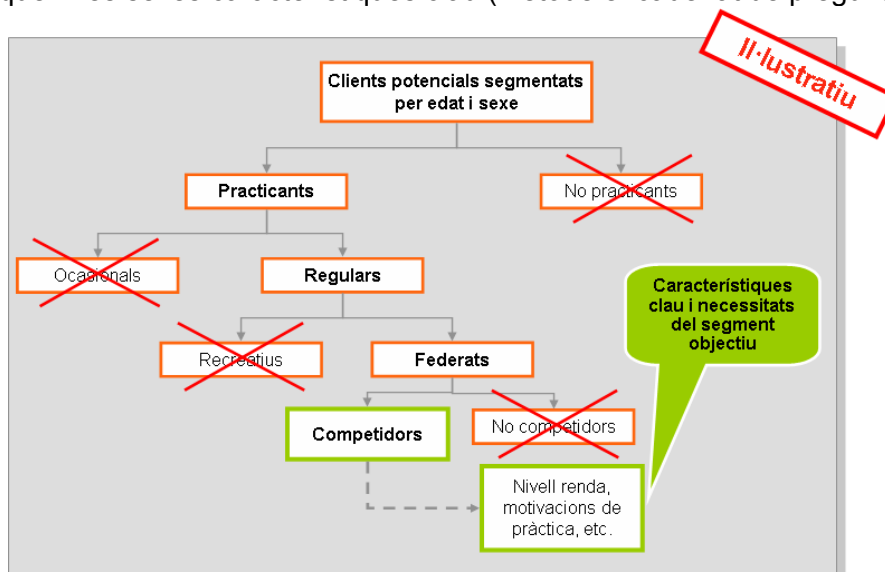 Il·lustratiu
Clients potencials segmentats
per edat i sexe
Practicants
No practicants
Ocasionals
Regulars
Característiques
clau i necessitats
del segment
objectiu
Recreatius
Federats
Competidors
No competidors
Nivell renda,
motivacions de
pràctica, etc.